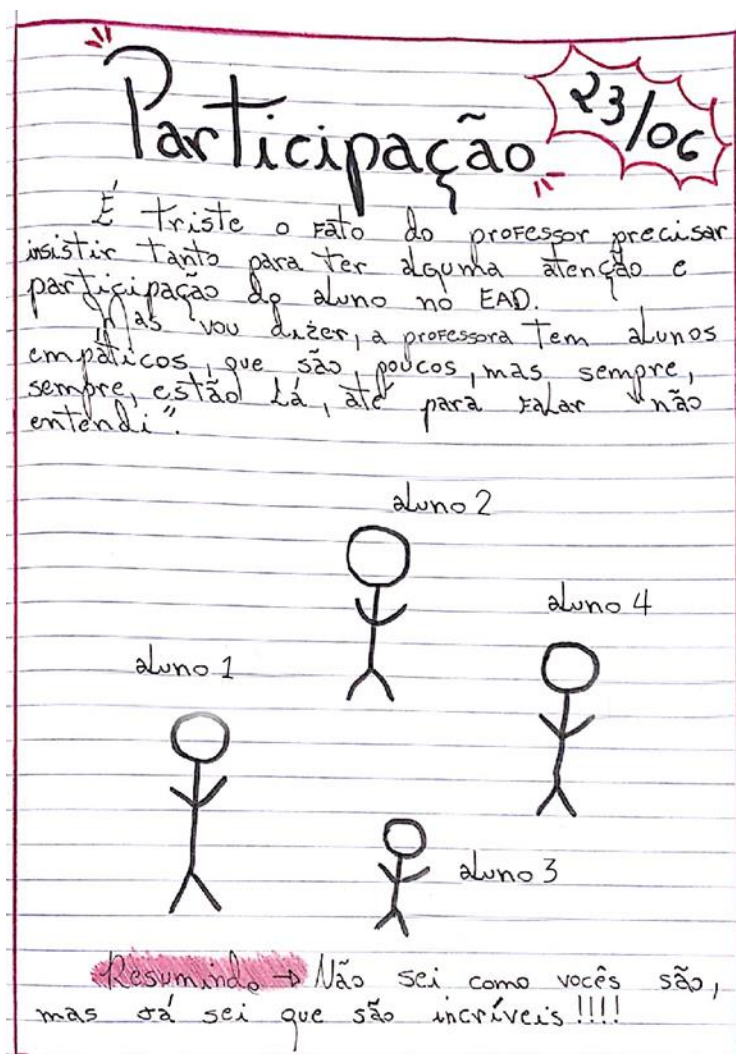 Participação
23/06
É triste o fato do professor precisar
insistir tanto para ter alguma atenção e
participação do aluno no EAD.
Mas vou dizer, a professora tem alunos
empáticos, que são poucos, mas sempre,
sempre, estão lá, até para falar "não
entendi".
aluno 2
aluno 4
aluno 1
aluno 3
Resumindo → Não sei como vocês são,
mas já sei que são incríveis!!!!